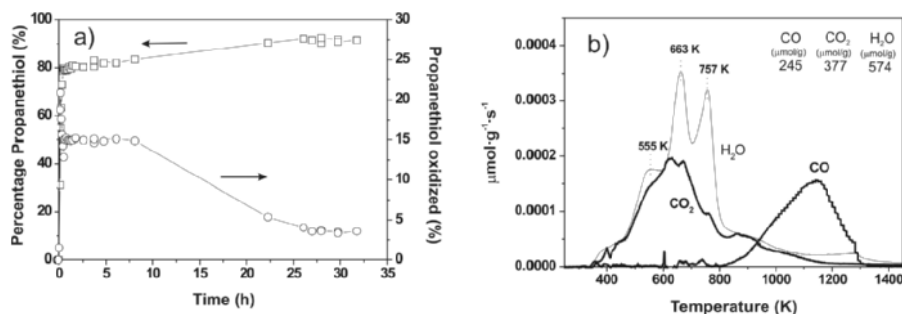 a)
Percentage Propanethiol (%)
100
80
60
40
20
0
30
25
20
15
10
5
0
Propanethiol oxidized (%)
0 5 10 15 20 25 30 35
Time (h)
b)
μmol·g⁻¹·s⁻¹
0.0004
0.0003
0.0002
0.0001
0.0000
CO CO₂ H₂O
(μmol/g) (μmol/g) (μmol/g)
245 377 574
663 K
757 K
555 K
H₂O
CO₂
CO
400 600 800 1000 1200 1400
Temperature (K)